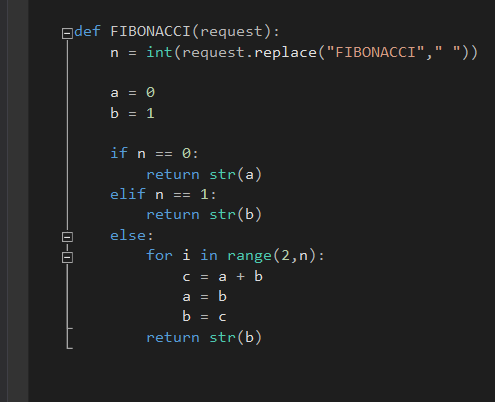 def FIBONACCI(request):
    n = int(request.replace("FIBONACCI"," "))

    a = 0
    b = 1

    if n == 0:
        return str(a)
    elif n == 1:
        return str(b)
    else:
        for i in range(2,n):
            c = a + b
            a = b
            b = c
        return str(b)